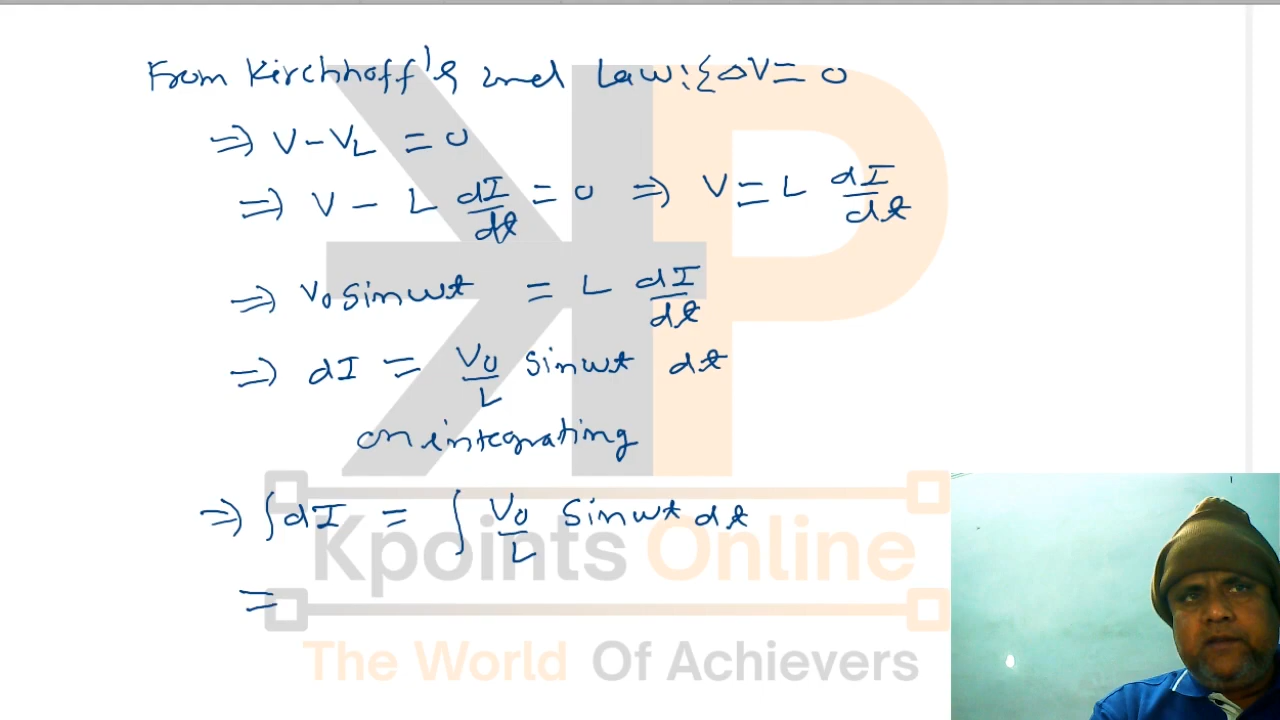 From Kirchhoff's 2nd Law: ΣΔV = 0
⇒ V - V_L = 0
⇒ V - L dI/dt = 0 ⇒ V = L dI/dt
⇒ V₀ sinωt = L dI/dt
⇒ dI = V₀/L sinωt dt
on integrating
⇒ ∫dI = ∫ V₀/L sinωt dt
=
Kpoints Online
The World Of Achievers